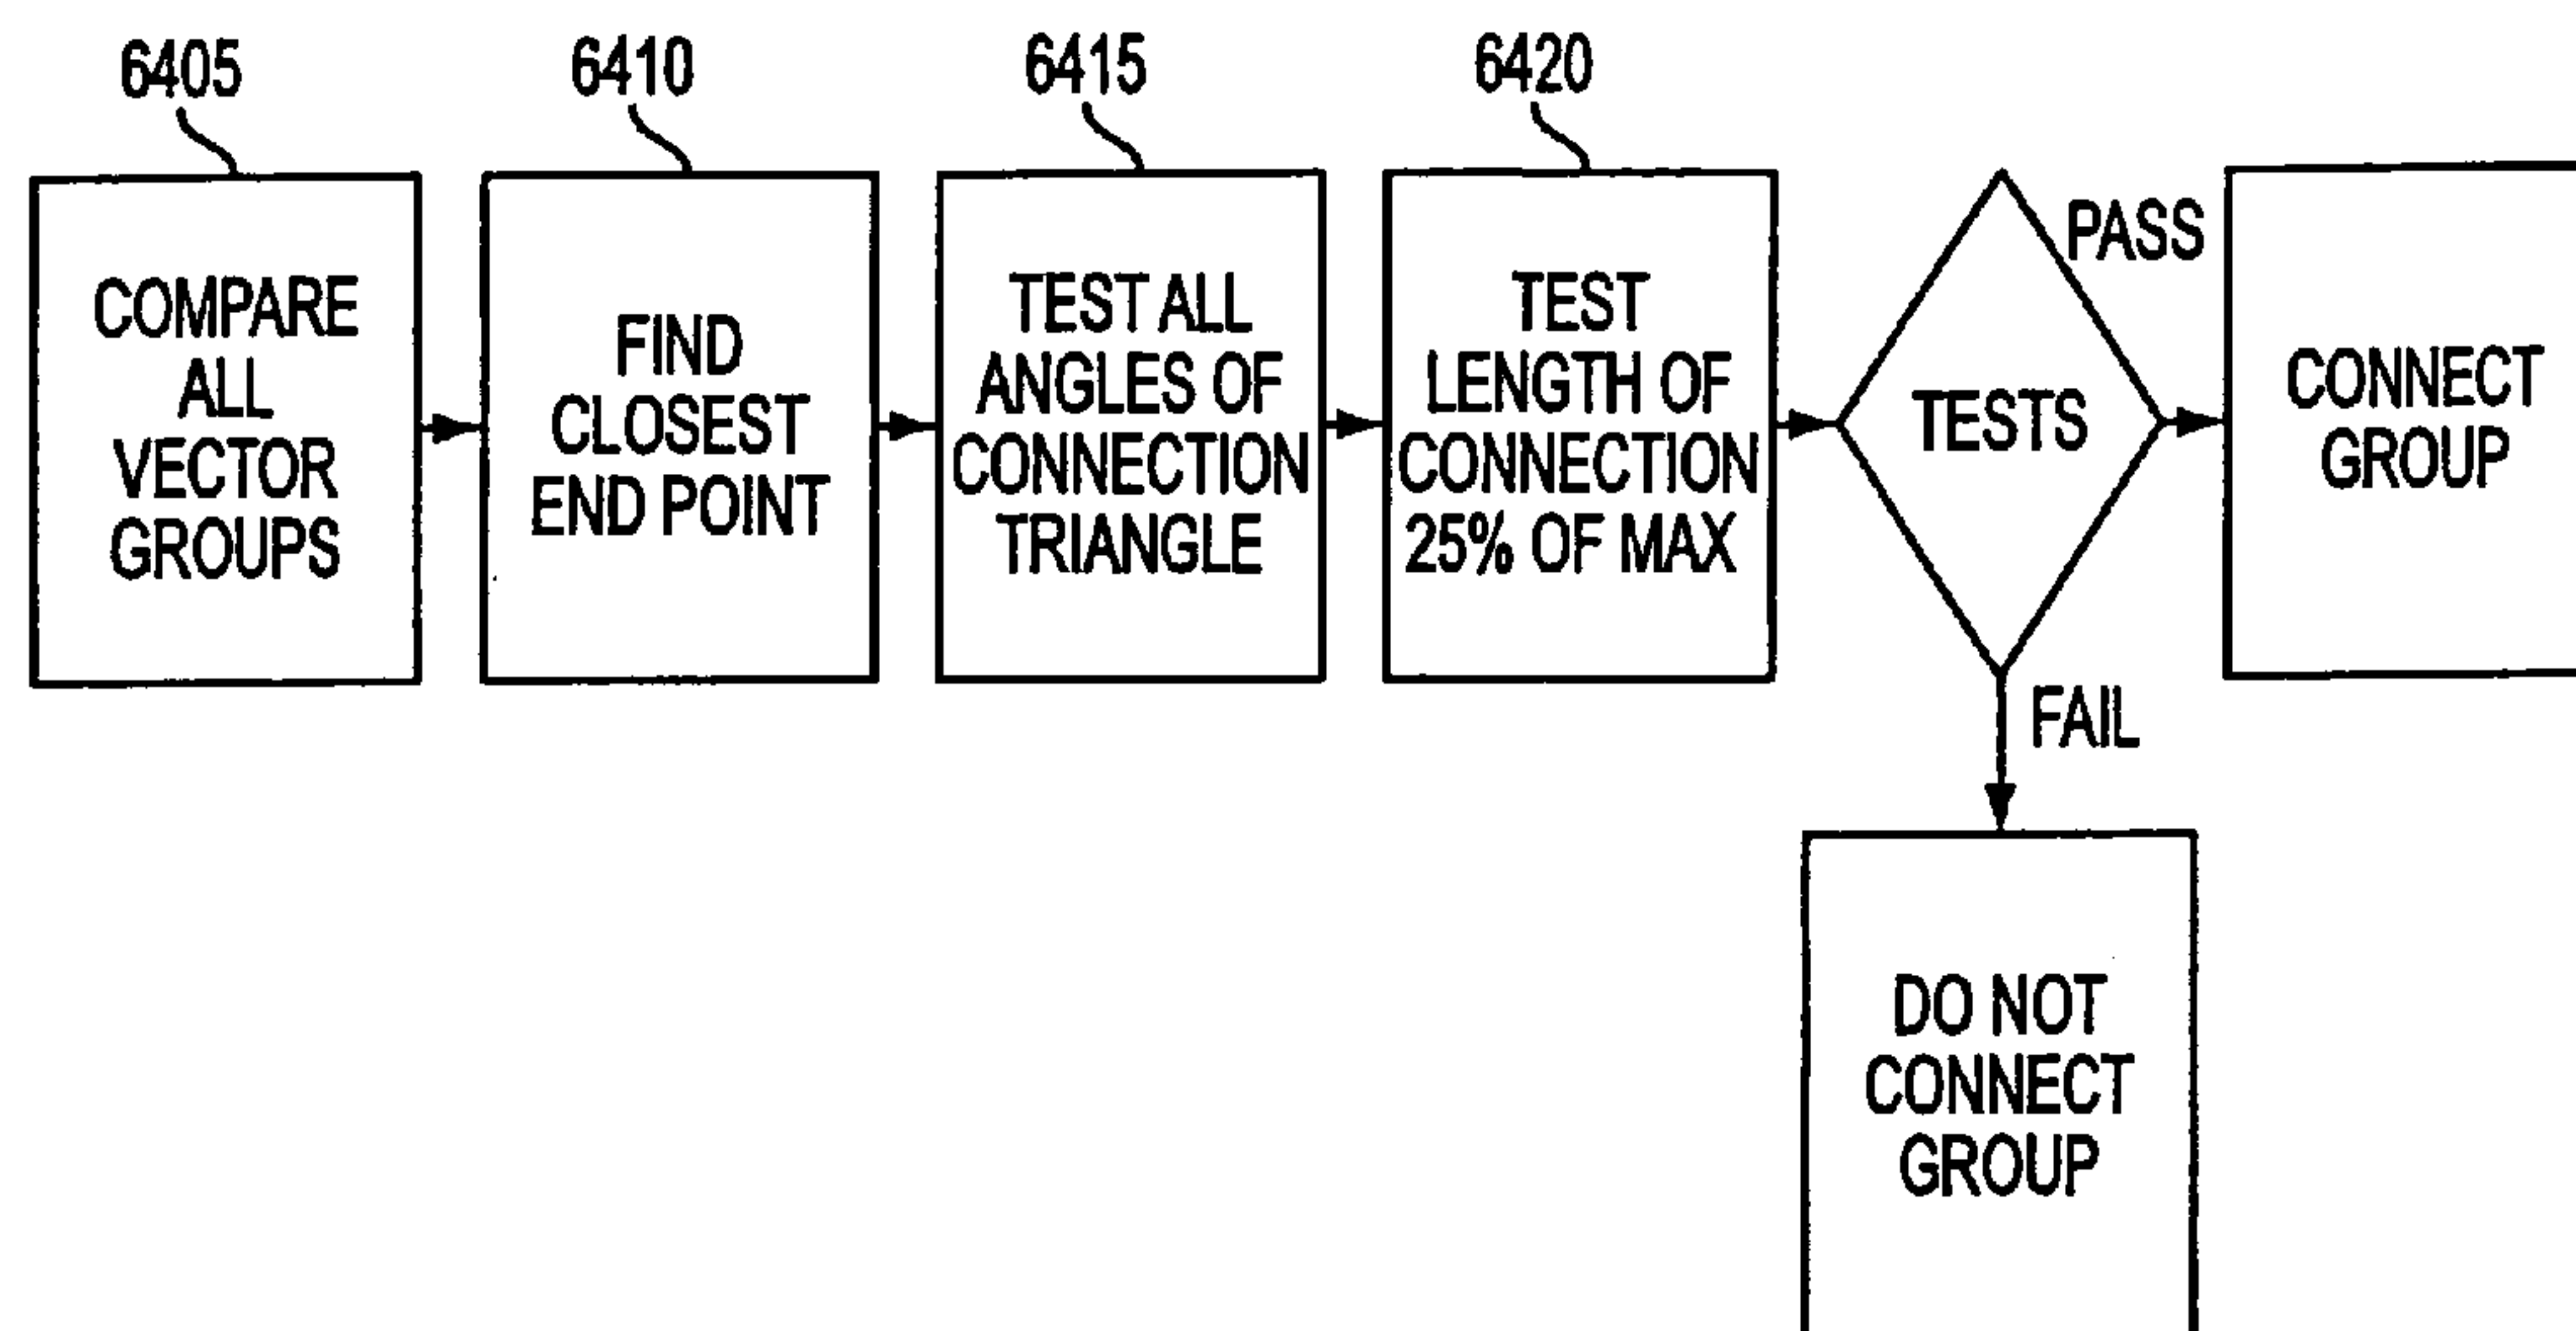 6405
6410
6415
6420
COMPARE
ALL
VECTOR
GROUPS
FIND
CLOSEST
END POINT
TEST ALL
ANGLES OF
CONNECTION
TRIANGLE
TEST
LENGTH OF
CONNECTION
25% OF MAX
TESTS
PASS
CONNECT
GROUP
FAIL
DO NOT
CONNECT
GROUP